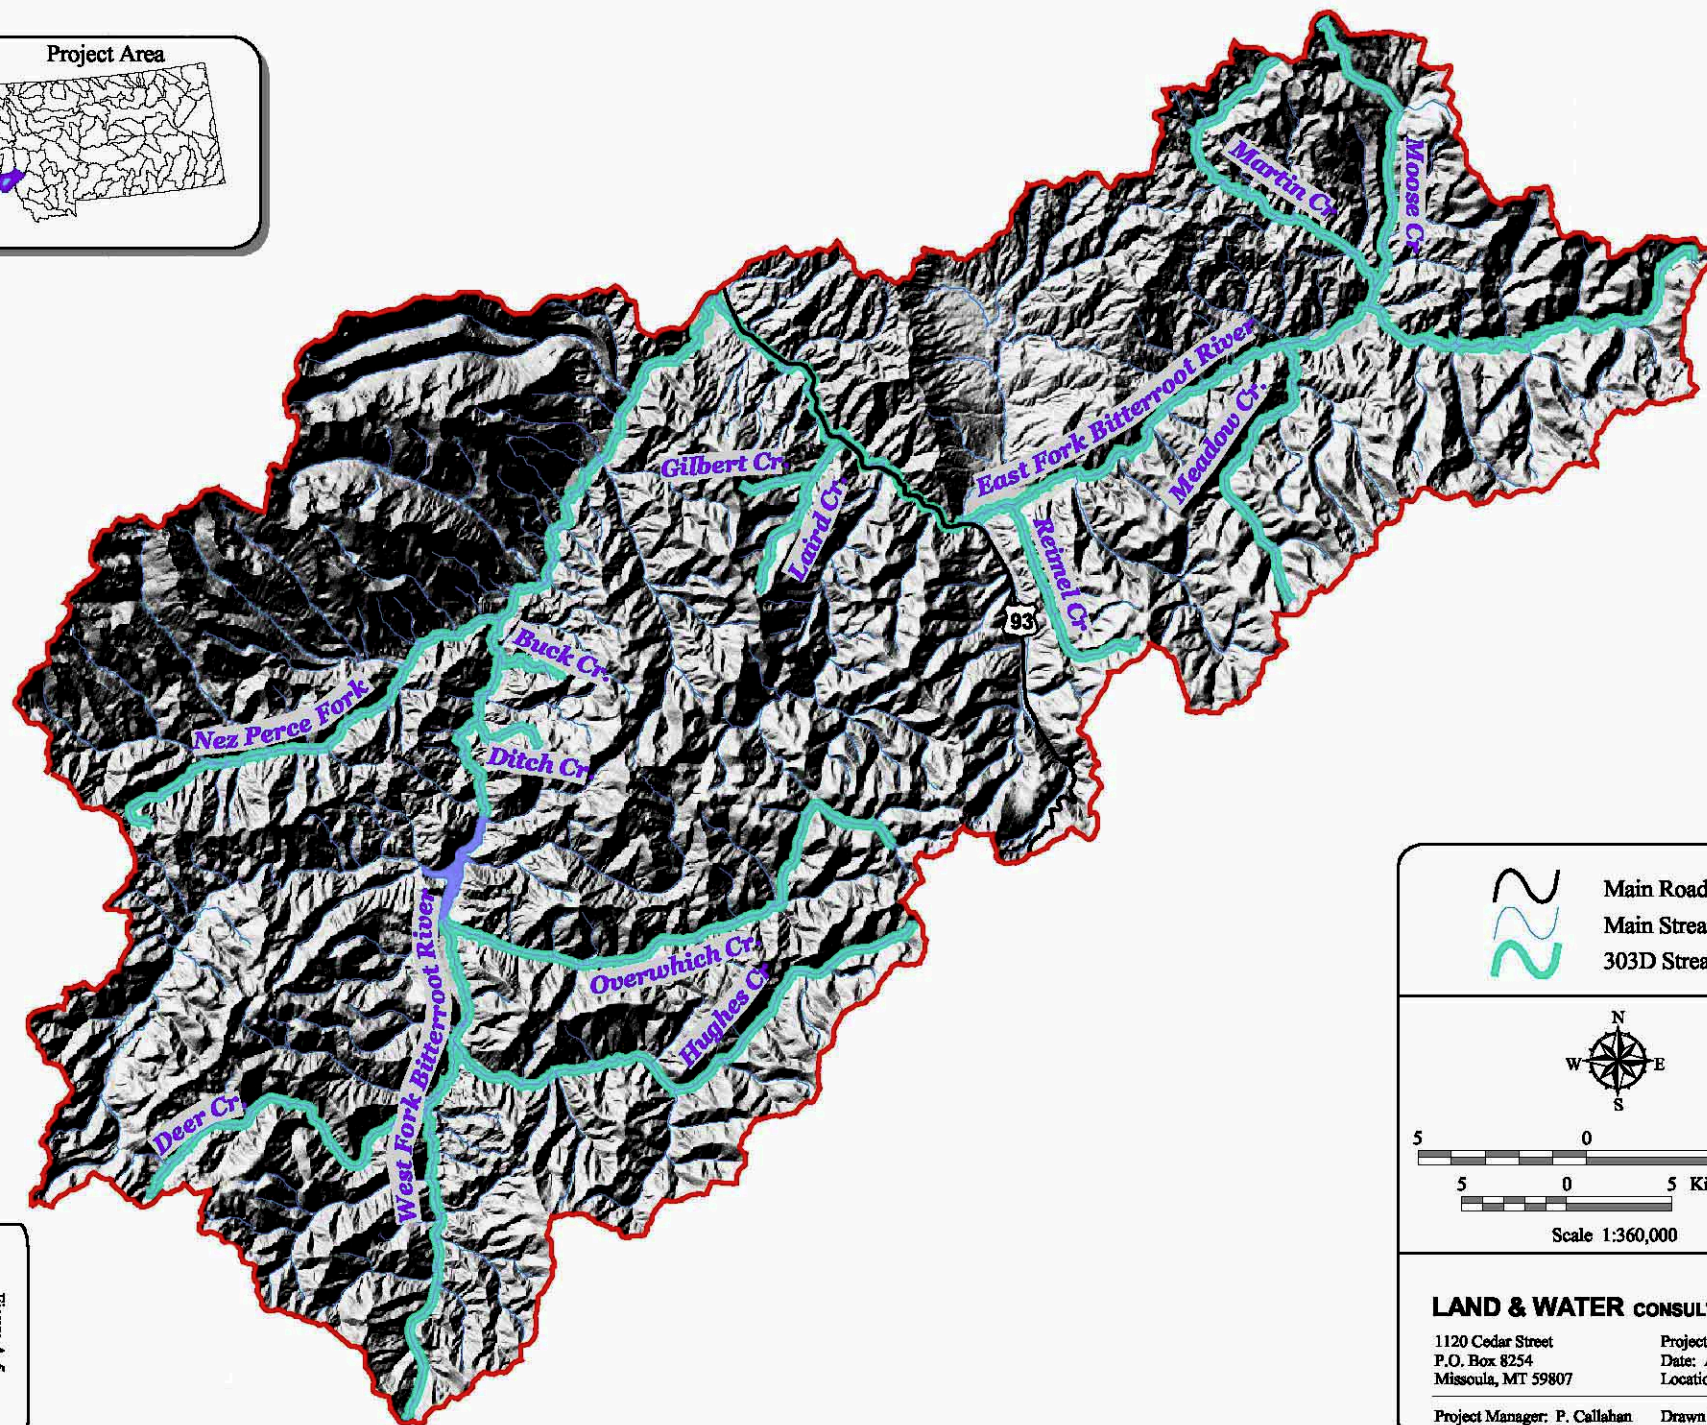 Project Area
Martin Cr.
Moose Cr
East Fork Bitterroot River
Meadow Cr.
Gilbert Cr.
Laird Cr.
Reimel Cr
93
Buck Cr.
Nez Perce Fork
Ditch Cr.
Overwhich Cr.
Hughes Cr
West Fork Bitterroot River
Deer Cr.
Main Road
Main Strea
303D Strea
N
W E
S
5 0
5 0 5 Ki
Scale 1:360,000
LAND & WATER CONSUL
1120 Cedar Street Project
P.O. Box 8254 Date:
Missoula, MT 59807 Locatio
Project Manager: P. Callahan Drawn